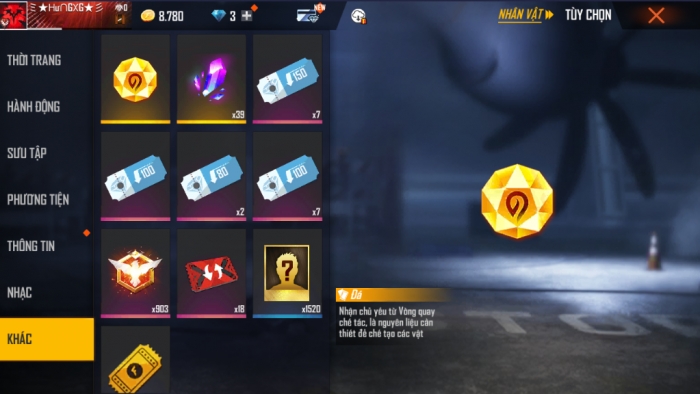 ★HưNGXG★
8.780
3
NEW
NHÂN VẬT
TÙY CHỌN
THỜI TRANG
HÀNH ĐỘNG
SƯU TẬP
PHƯƠNG TIỆN
THÔNG TIN
NHẠC
KHÁC
x39
150
x7
100
80
x2
100
x7
x903
x18
?
x1520
Đá
Nhận chủ yếu từ Vòng quay
chế tác, là nguyên liệu cần
thiết để chế tạo các vật